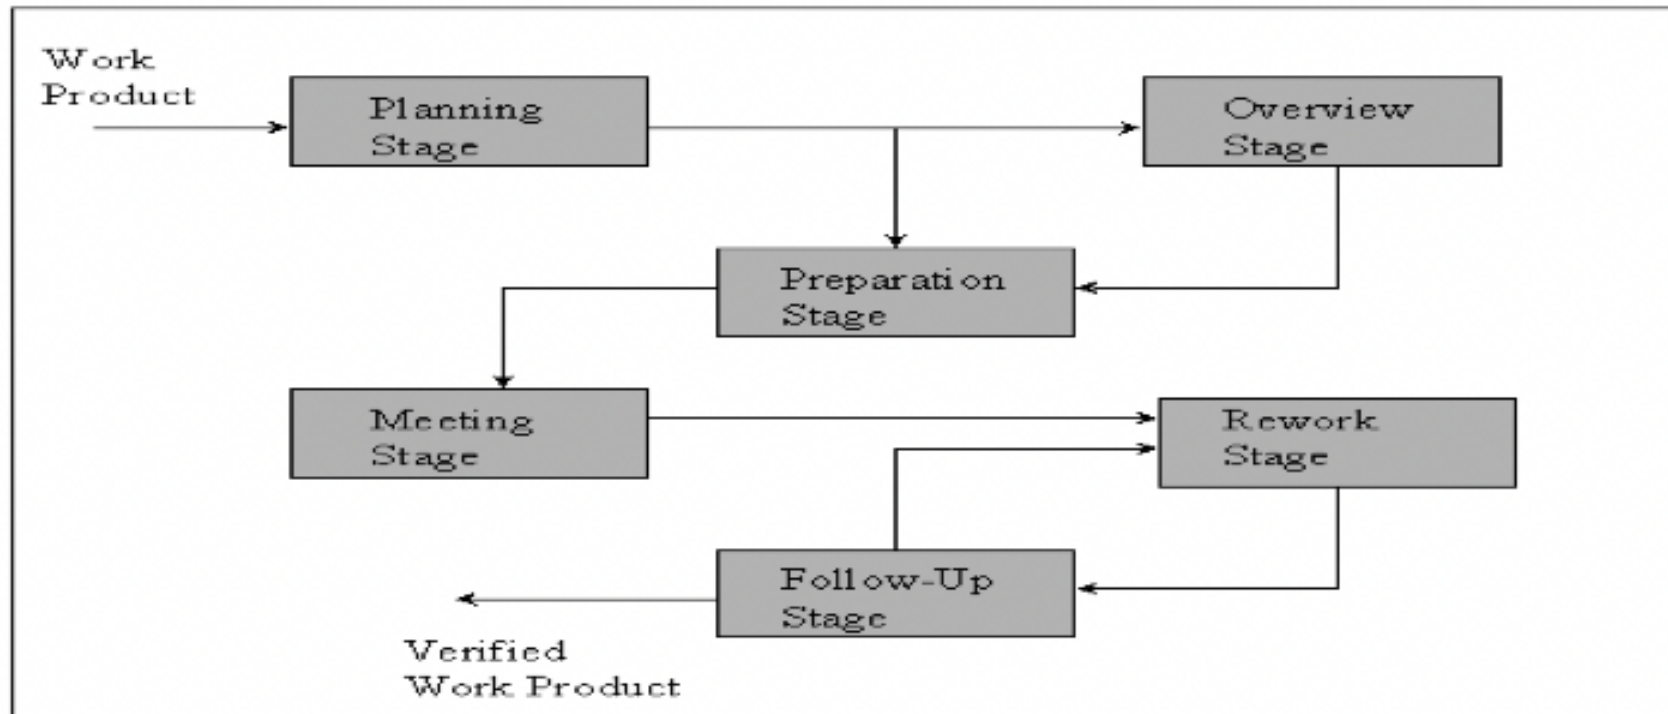 Work
Product
Planning
Stage
Overview
Stage
Preparation
Stage
Meeting
Stage
Rework
Stage
Follow-Up
Stage
Verified
Work Product